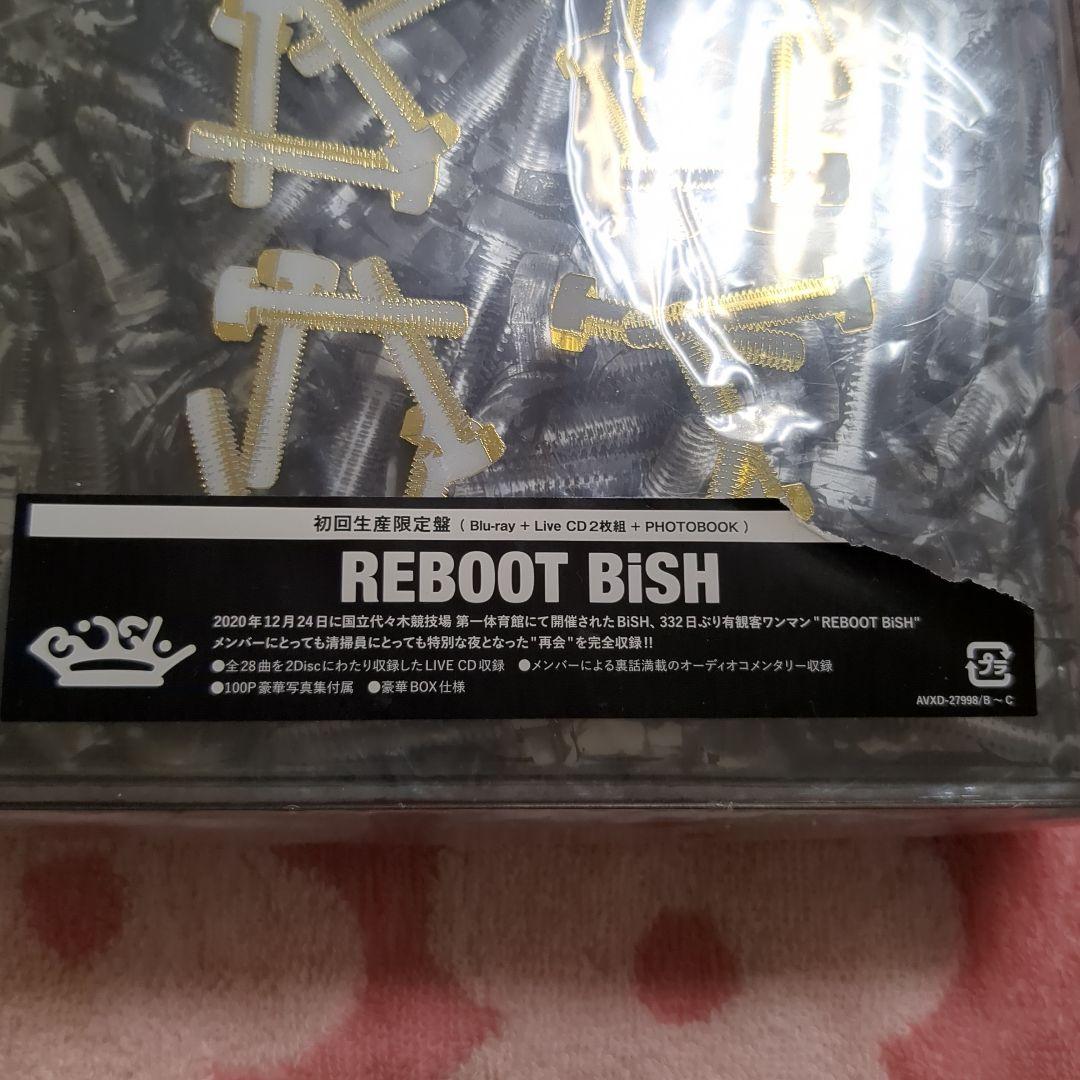 初回生産限定盤（ Blu-ray + Live CD 2枚組 + PHOTOBOOK ）
REBOOT BiSH
2020年12月24日に国立代々木競技場 第一体育館にて開催されたBiSH、332日ぶり有観客ワンマン"REBOOT BiSH"
メンバーにとっても清掃員にとっても特別な夜となった"再会"を完全収録!!
●全28曲を2Discにわたり収録したLIVE CD収録 ●メンバーによる裏話満載のオーディオコメンタリー収録
●100P豪華写真集付属 ●豪華BOX仕様
BiSH
プラ
AVXD-27998/B～C